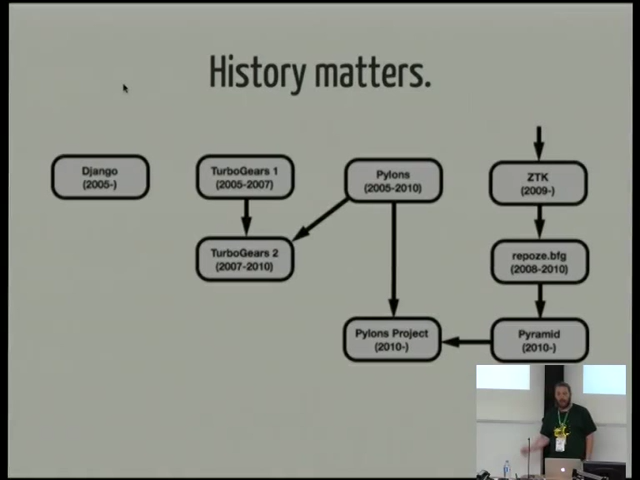 History matters.
Django
(2005-)
TurboGears 1
(2005-2007)
Pylons
(2005-2010)
ZTK
(2009-)
TurboGears 2
(2007-2010)
repoze.bfg
(2008-2010)
Pylons Project
(2010-)
Pyramid
(2010-)